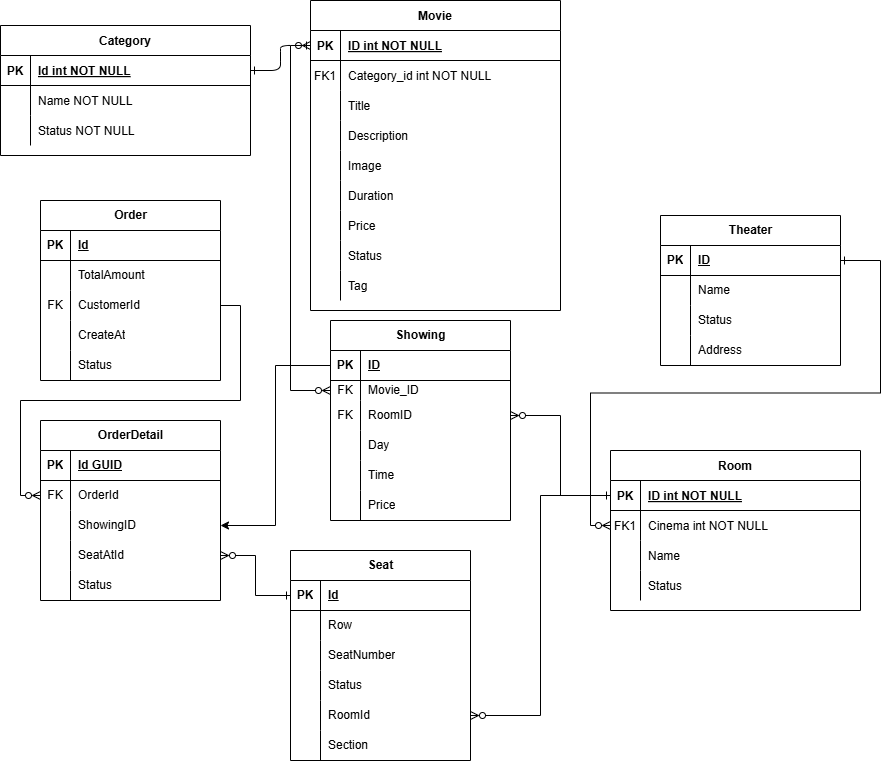 Category
PK Id int NOT NULL
Name NOT NULL
Status NOT NULL
Movie
PK ID int NOT NULL
FK1 Category_id int NOT NULL
Title
Description
Image
Duration
Price
Status
Tag
Order
PK Id
TotalAmount
FK CustomerId
CreateAt
Status
Theater
PK ID
Name
Status
Address
Showing
PK ID
FK Movie_ID
FK RoomID
Day
Time
Price
OrderDetail
PK Id GUID
FK OrderId
ShowingID
SeatAtId
Status
Room
PK ID int NOT NULL
FK1 Cinema int NOT NULL
Name
Status
Seat
PK Id
Row
SeatNumber
Status
RoomId
Section